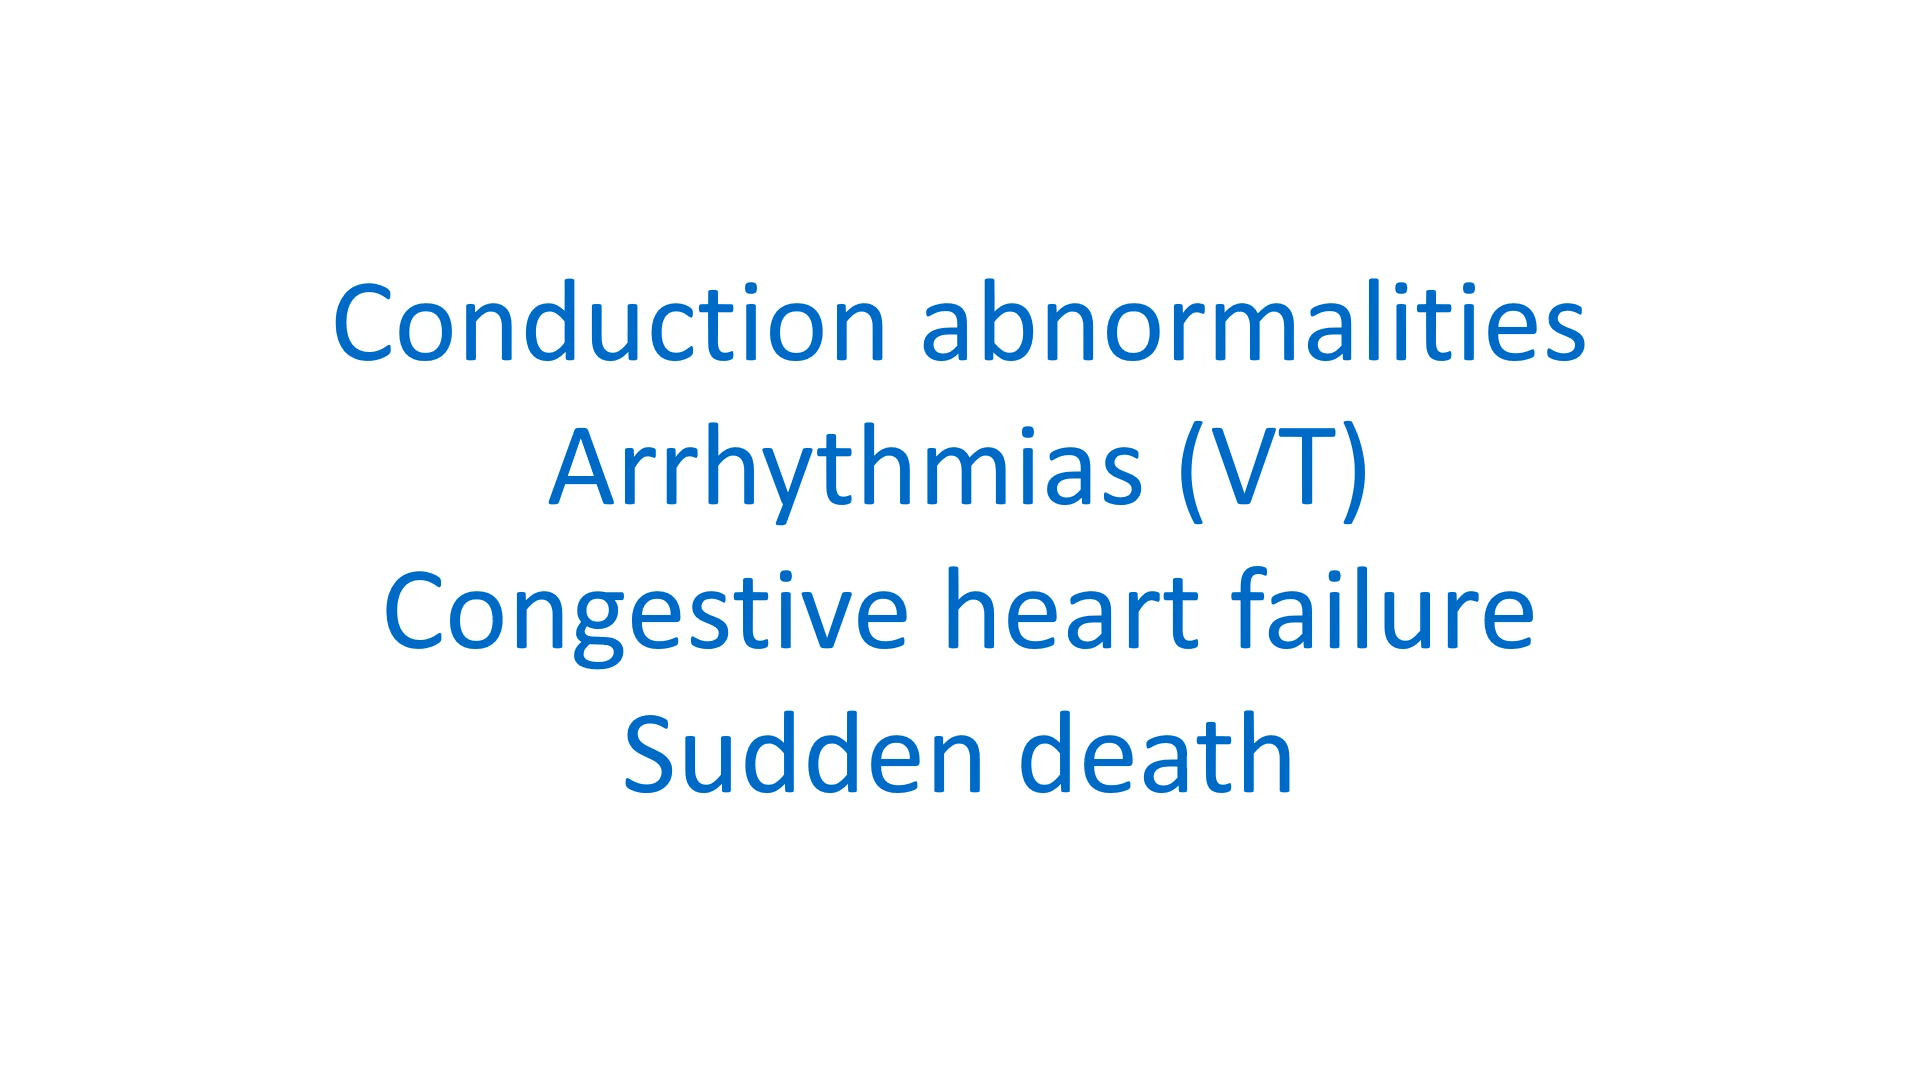 Conduction abnormalities
Arrhythmias (VT)
Congestive heart failure
Sudden death